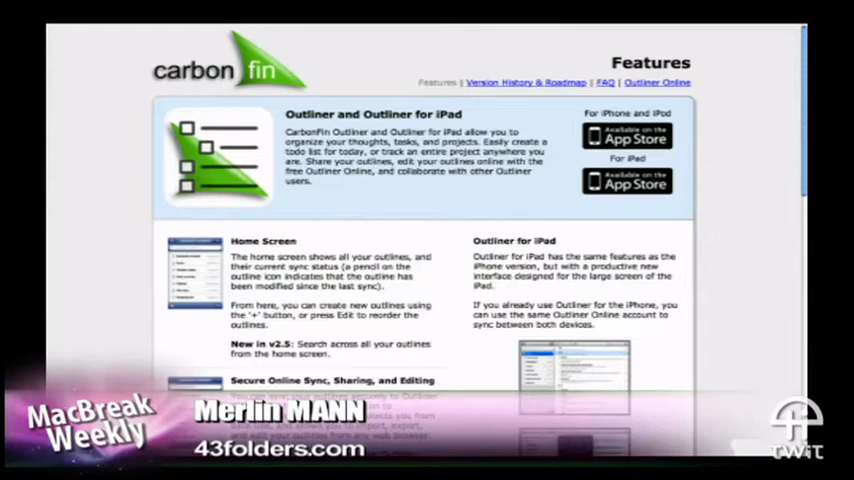 carbon fin
Features
Features || Version History & Roadmap || FAQ || Outliner Online
Outliner and Outliner for iPad
CarbonFin Outliner and Outliner for iPad allow you to
organize your thoughts, tasks, and projects. Easily create a
todo list for today, or track an entire project anywhere you
are. Share your outlines, edit your outlines online with the
free Outliner Online, and collaborate with other Outliner
users.
For iPhone and iPod
Available on the
App Store
For iPad
Available on the
App Store
Home Screen
The home screen shows all your outlines, and
their current sync status (a pencil on the
outline icon indicates that the outline has
been modified since the last sync).
From here, you can create new outlines using
the '+' button, or press Edit to reorder the
outlines.
New in v2.5: Search across all your outlines
from the home screen.
Secure Online Sync, Sharing, and Editing
Outliner for iPad
Outliner for iPad has the same features as the
iPhone version, but with a productive new
interface designed for the large screen of the
iPad.
If you already use Outliner for the iPhone, you
can use the same Outliner Online account to
sync between both devices.
MacBreak
Weekly
Merlin MANN
43folders.com
TWiT